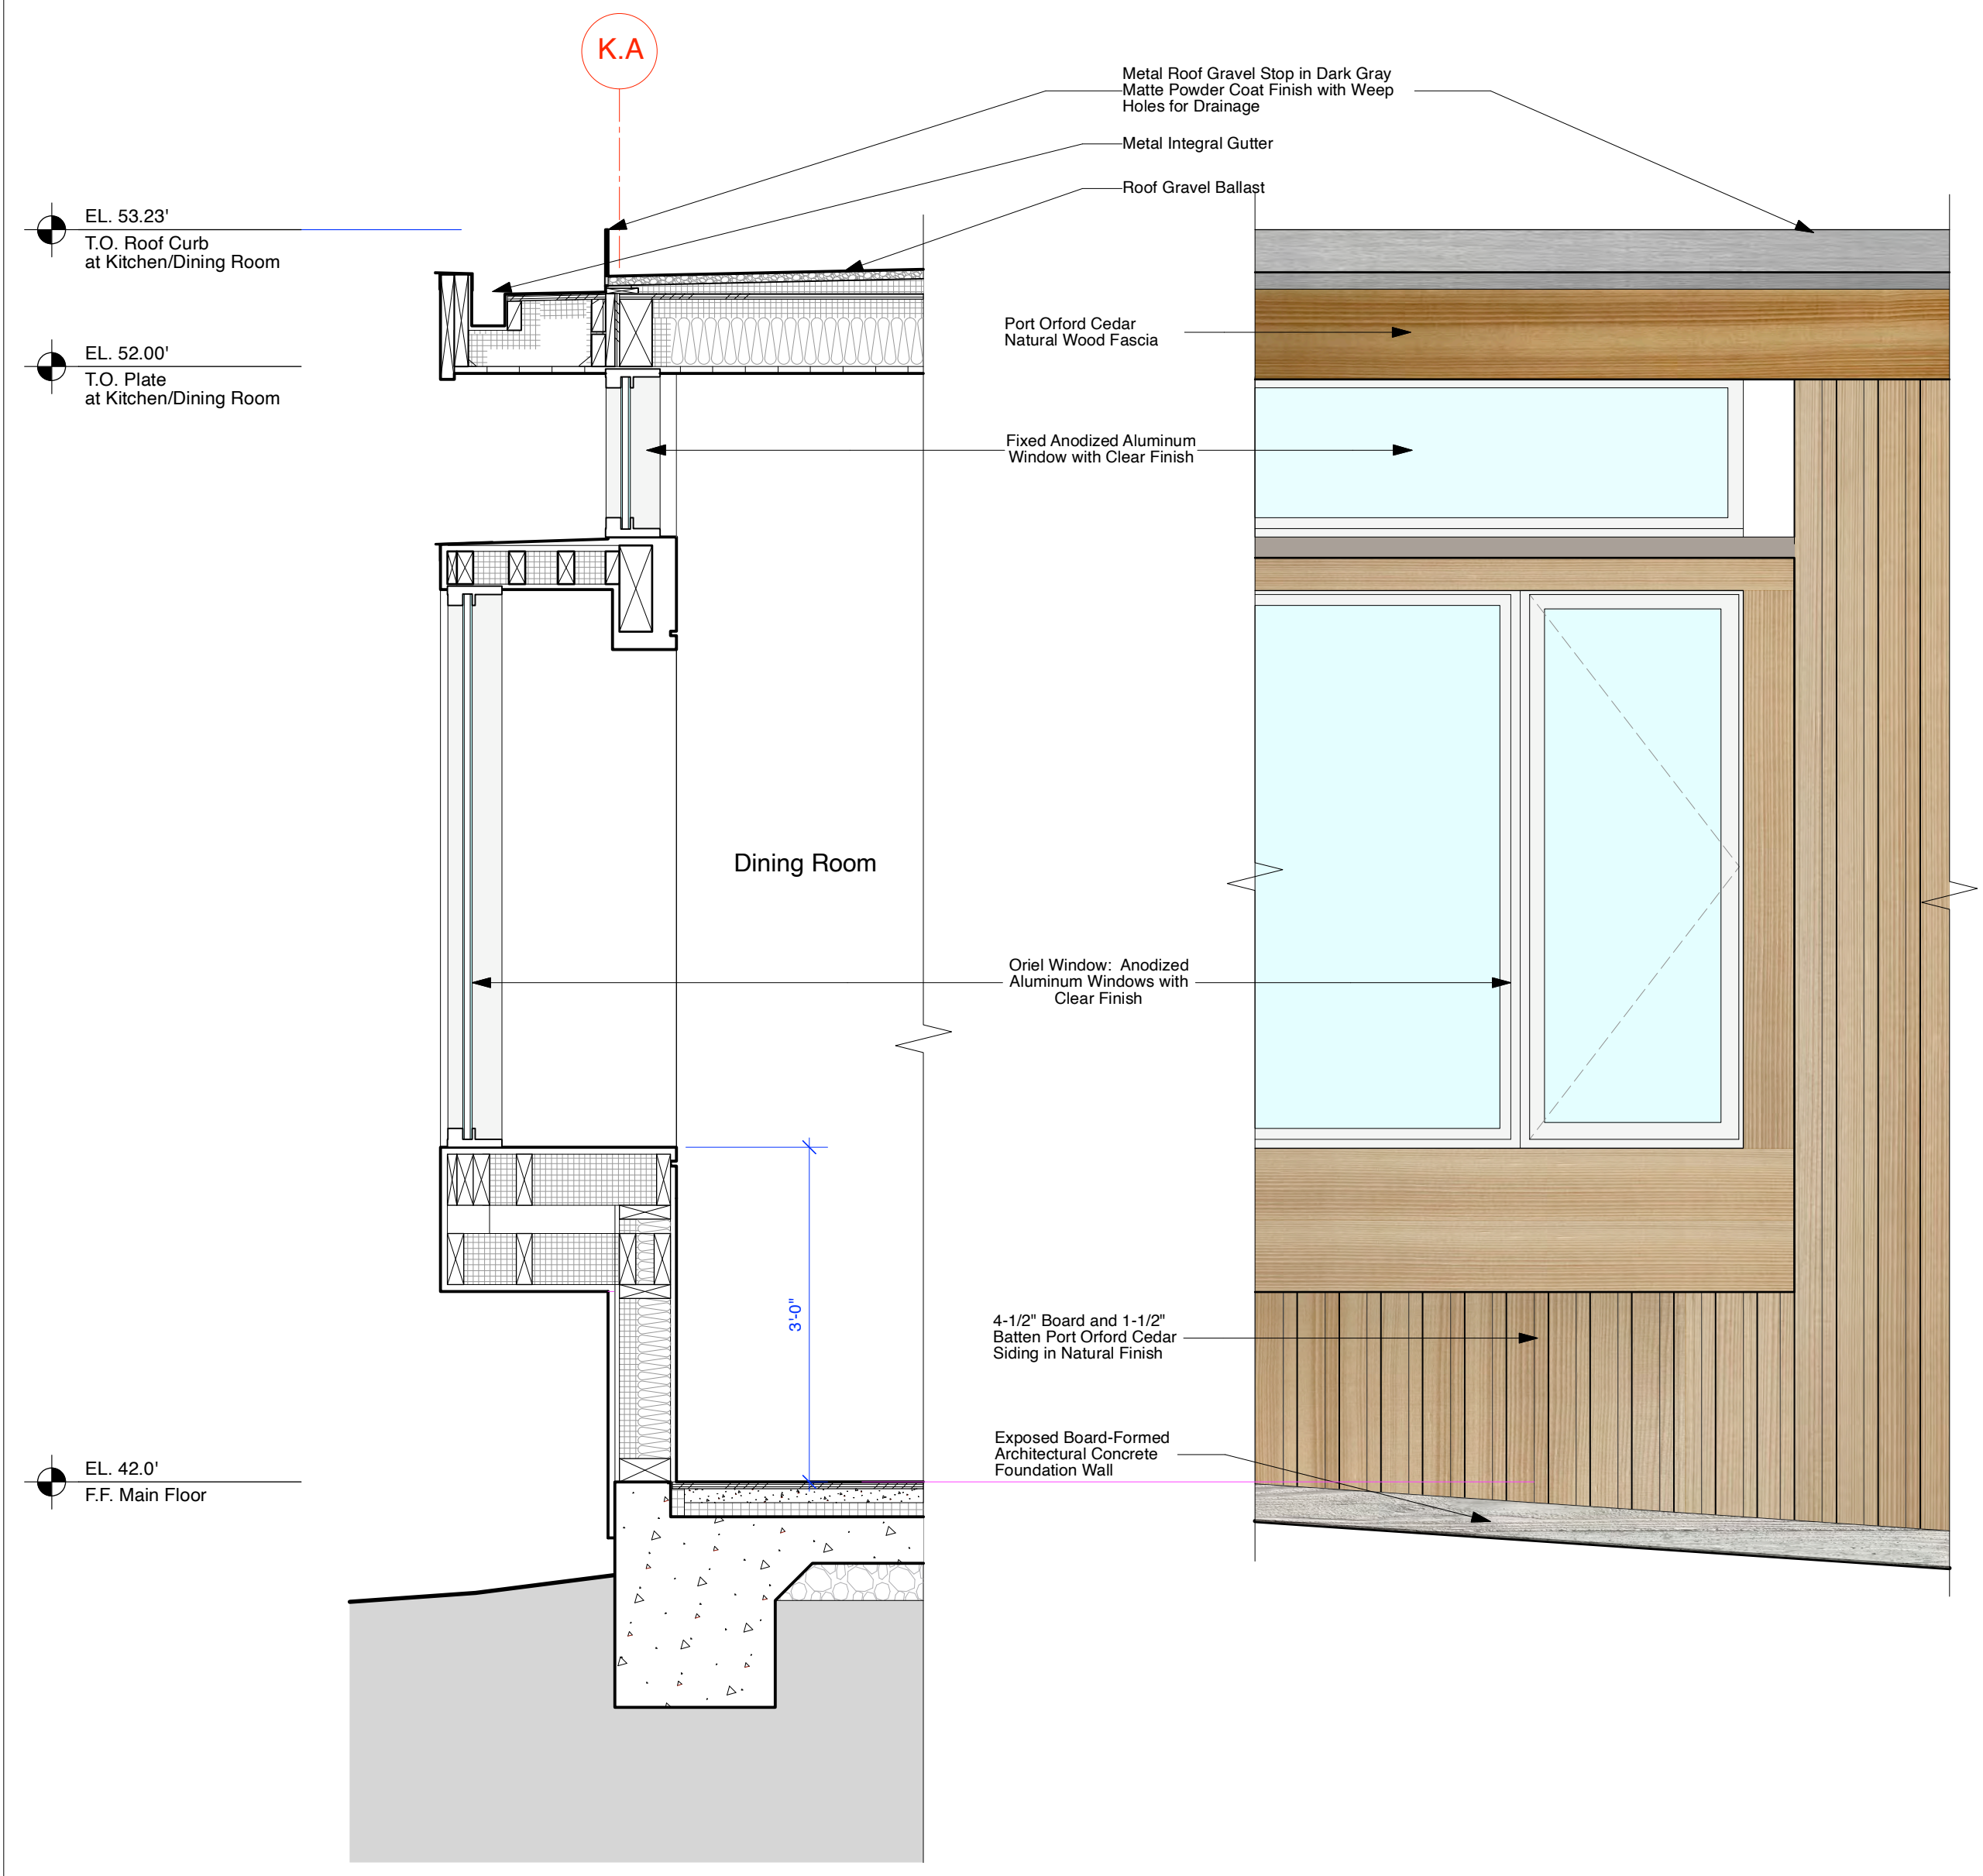 K.A
Metal Roof Gravel Stop in Dark Gray
Matte Powder Coat Finish with Weep
Holes for Drainage
Metal Integral Gutter
Roof Gravel Ballast
EL. 53.23'
T.O. Roof Curb
at Kitchen/Dining Room
Port Orford Cedar
Natural Wood Fascia
EL. 52.00'
T.O. Plate
at Kitchen/Dining Room
Fixed Anodized Aluminum
Window with Clear Finish
Dining Room
Oriel Window:  Anodized
Aluminum Windows with
Clear Finish
3'-0"
4-1/2" Board and 1-1/2"
Batten Port Orford Cedar
Siding in Natural Finish
Exposed Board-Formed
Architectural Concrete
Foundation Wall
EL. 42.0'
F.F. Main Floor